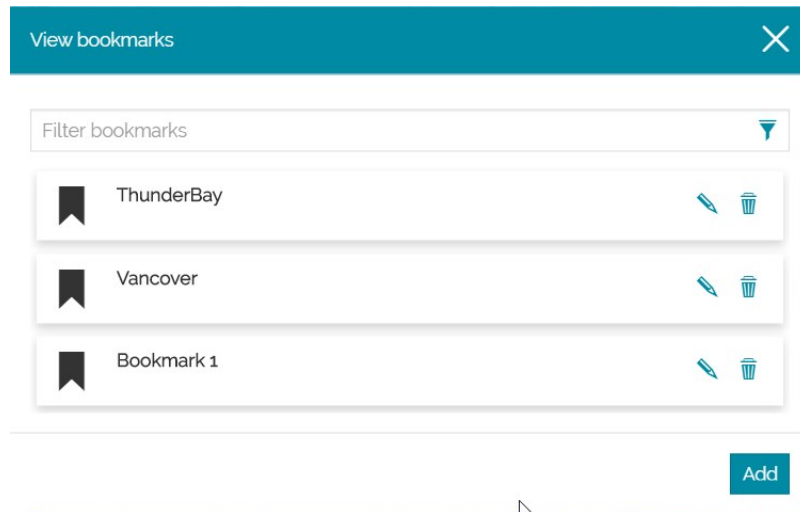 View bookmarks
Filter bookmarks
ThunderBay
Vancover
Bookmark 1
Add